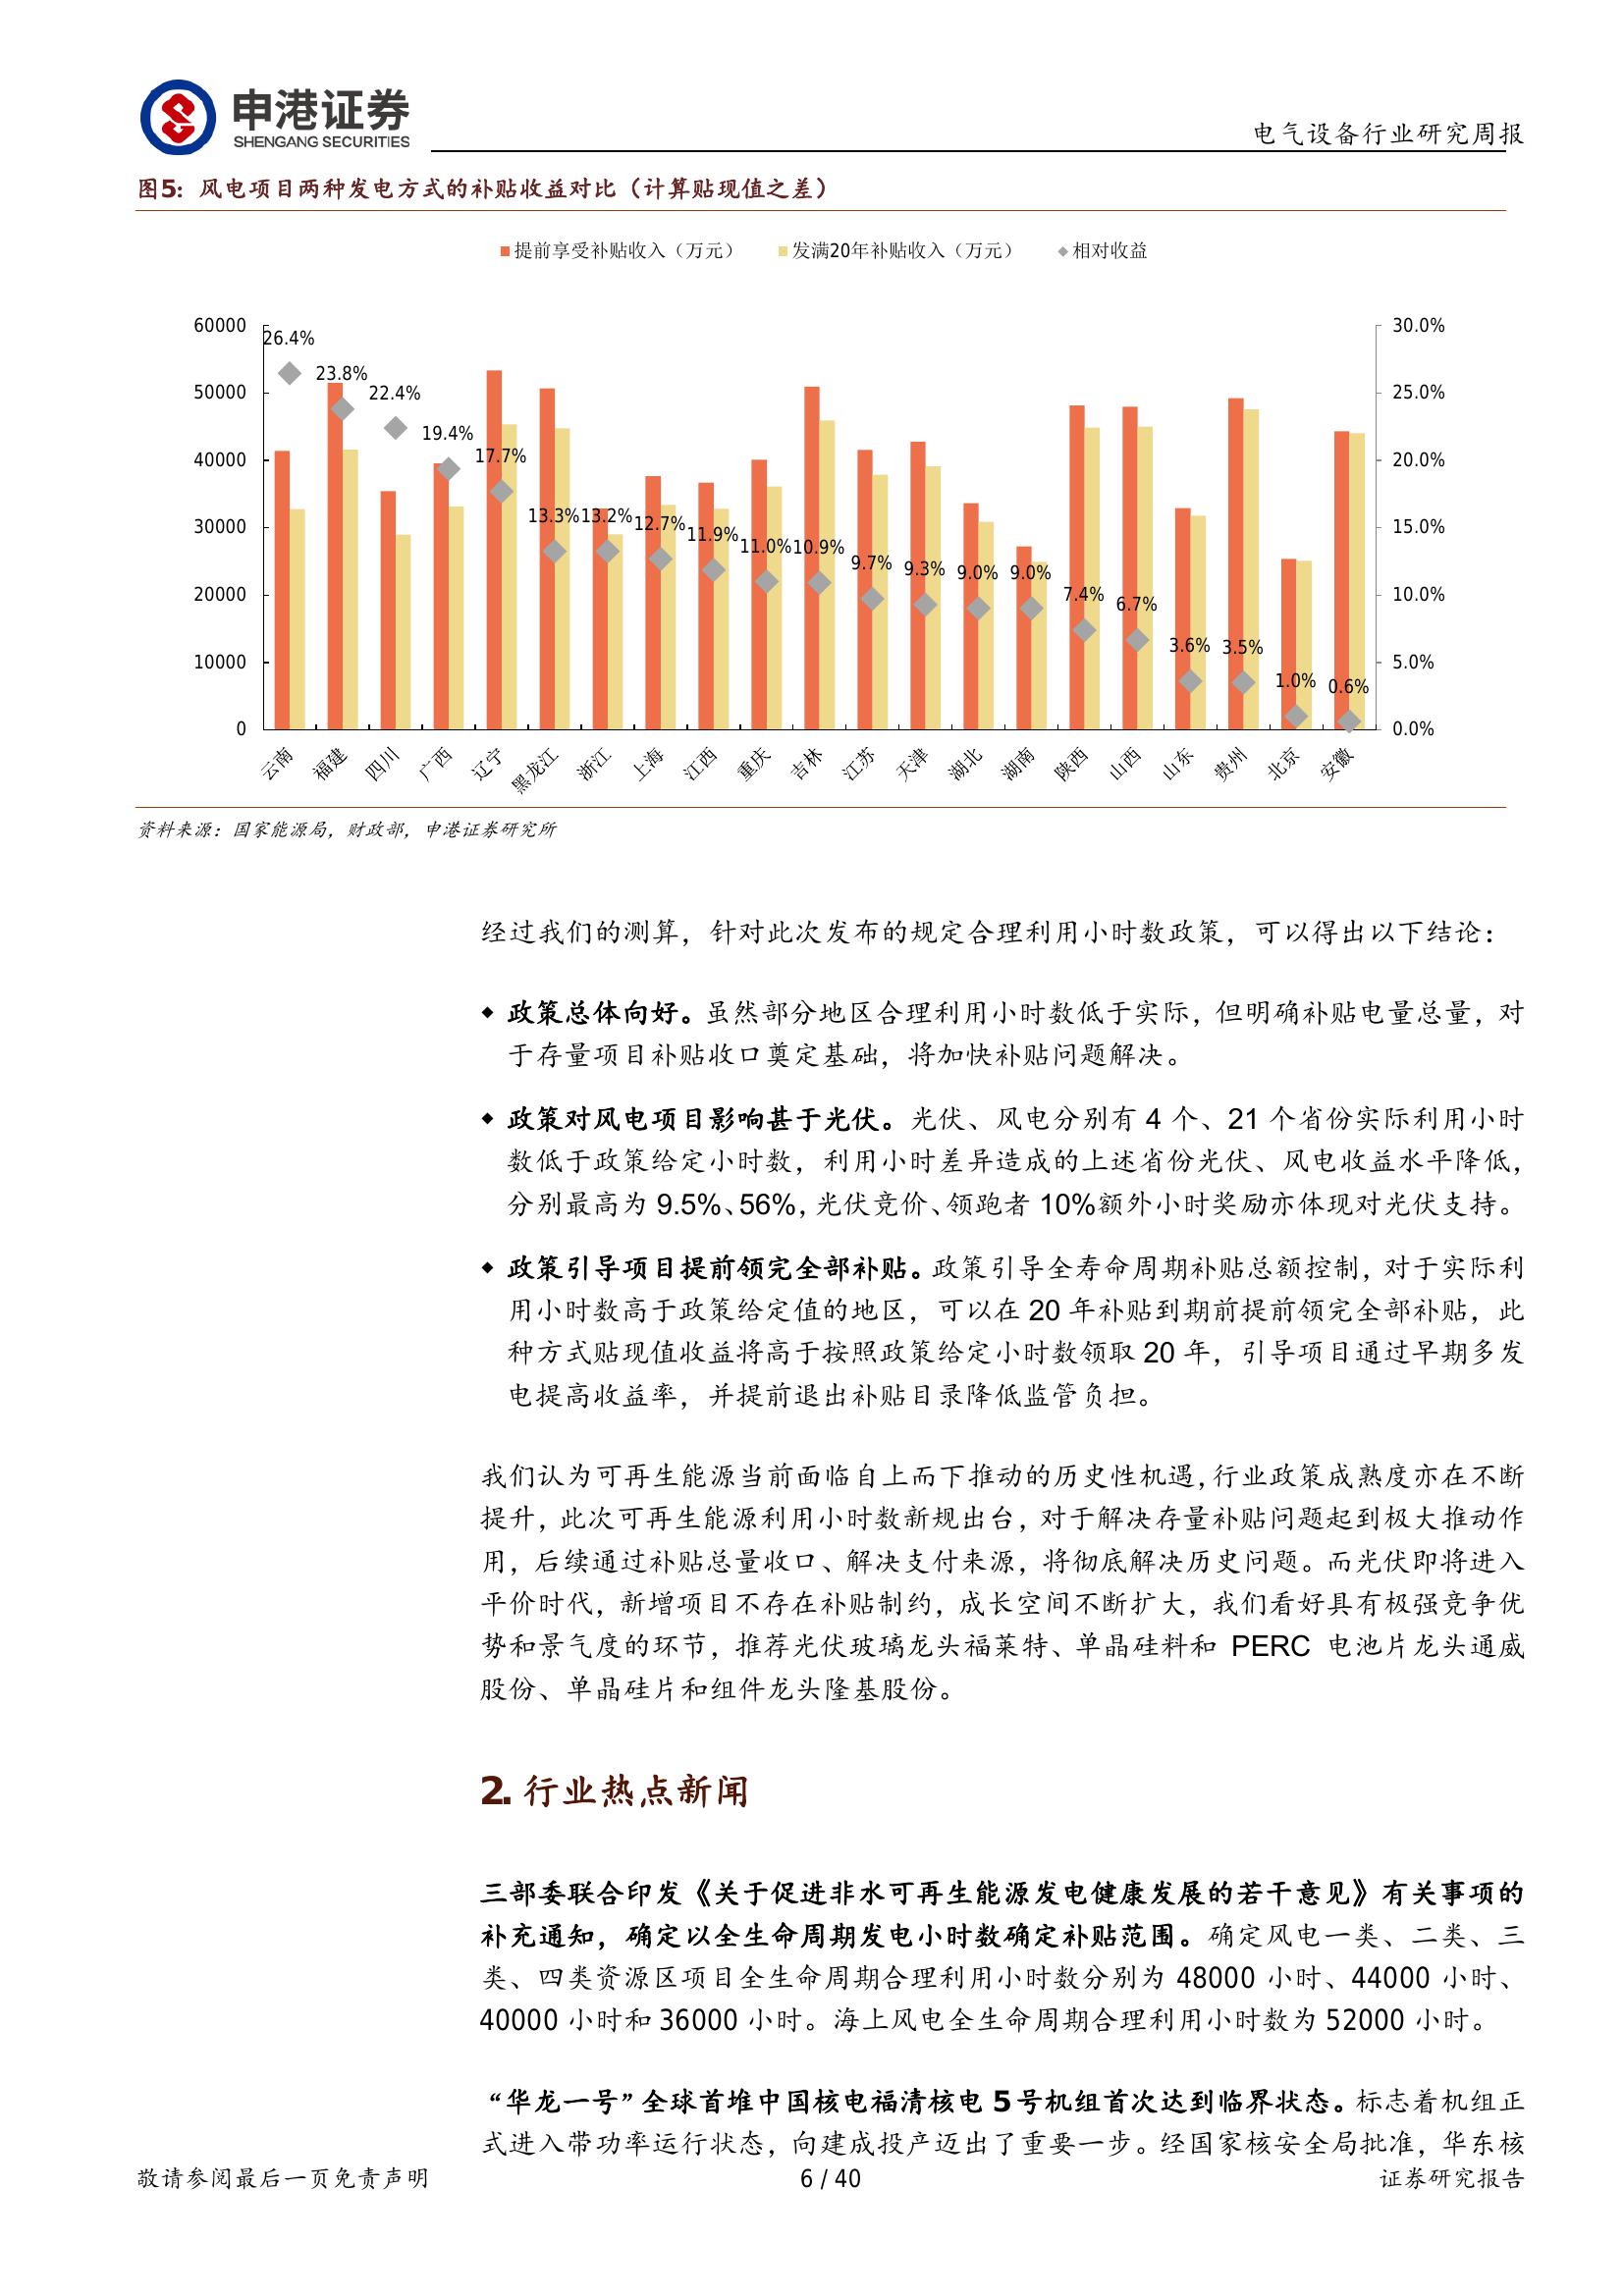 申港证券
SHENGANG SECURITIES
电气设备行业研究周报
图5：风电项目两种发电方式的补贴收益对比（计算贴现值之差）
提前享受补贴收入（万元） 发满20年补贴收入（万元） 相对收益
60000
50000
40000
30000
20000
10000
0
26.4%
23.8%
22.4%
19.4%
17.7%
13.3%
13.2%
12.7%
11.9%
11.0%
10.9%
9.7%
9.3%
9.0%
9.0%
7.4%
6.7%
3.6%
3.5%
1.0%
0.6%
30.0%
25.0%
20.0%
15.0%
10.0%
5.0%
0.0%
云南
福建
四川
广西
辽宁
黑龙江
浙江
上海
江西
重庆
吉林
江苏
天津
湖北
湖南
陕西
山西
山东
贵州
北京
安徽
资料来源：国家能源局，财政部，申港证券研究所
经过我们的测算，针对此次发布的规定合理利用小时数政策，可以得出以下结论：
◆ 政策总体向好。虽然部分地区合理利用小时数低于实际，但明确补贴电量总量，对
于存量项目补贴收口奠定基础，将加快补贴问题解决。
◆ 政策对风电项目影响甚于光伏。光伏、风电分别有 4 个、21 个省份实际利用小时
数低于政策给定小时数，利用小时差异造成的上述省份光伏、风电收益水平降低，
分别最高为 9.5%、56%，光伏竞价、领跑者 10%额外小时奖励亦体现对光伏支持。
◆ 政策引导项目提前领完全部补贴。政策引导全寿命周期补贴总额控制，对于实际利
用小时数高于政策给定值的地区，可以在 20 年补贴到期前提前领完全部补贴，此
种方式贴现值收益将高于按照政策给定小时数领取 20 年，引导项目通过早期多发
电提高收益率，并提前退出补贴目录降低监管负担。
我们认为可再生能源当前面临自上而下推动的历史性机遇，行业政策成熟度亦在不断
提升，此次可再生能源利用小时数新规出台，对于解决存量补贴问题起到极大推动作
用，后续通过补贴总量收口、解决支付来源，将彻底解决历史问题。而光伏即将进入
平价时代，新增项目不存在补贴制约，成长空间不断扩大，我们看好具有极强竞争优
势和景气度的环节，推荐光伏玻璃龙头福莱特、单晶硅料和 PERC 电池片龙头通威
股份、单晶硅片和组件龙头隆基股份。
2. 行业热点新闻
三部委联合印发《关于促进非水可再生能源发电健康发展的若干意见》有关事项的
补充通知，确定以全生命周期发电小时数确定补贴范围。确定风电一类、二类、三
类、四类资源区项目全生命周期合理利用小时数分别为 48000 小时、44000 小时、
40000 小时和 36000 小时。海上风电全生命周期合理利用小时数为 52000 小时。
“华龙一号”全球首堆中国核电福清核电 5 号机组首次达到临界状态。标志着机组正
式进入带功率运行状态，向建成投产迈出了重要一步。经国家核安全局批准，华东核
敬请参阅最后一页免责声明
6 / 40
证券研究报告